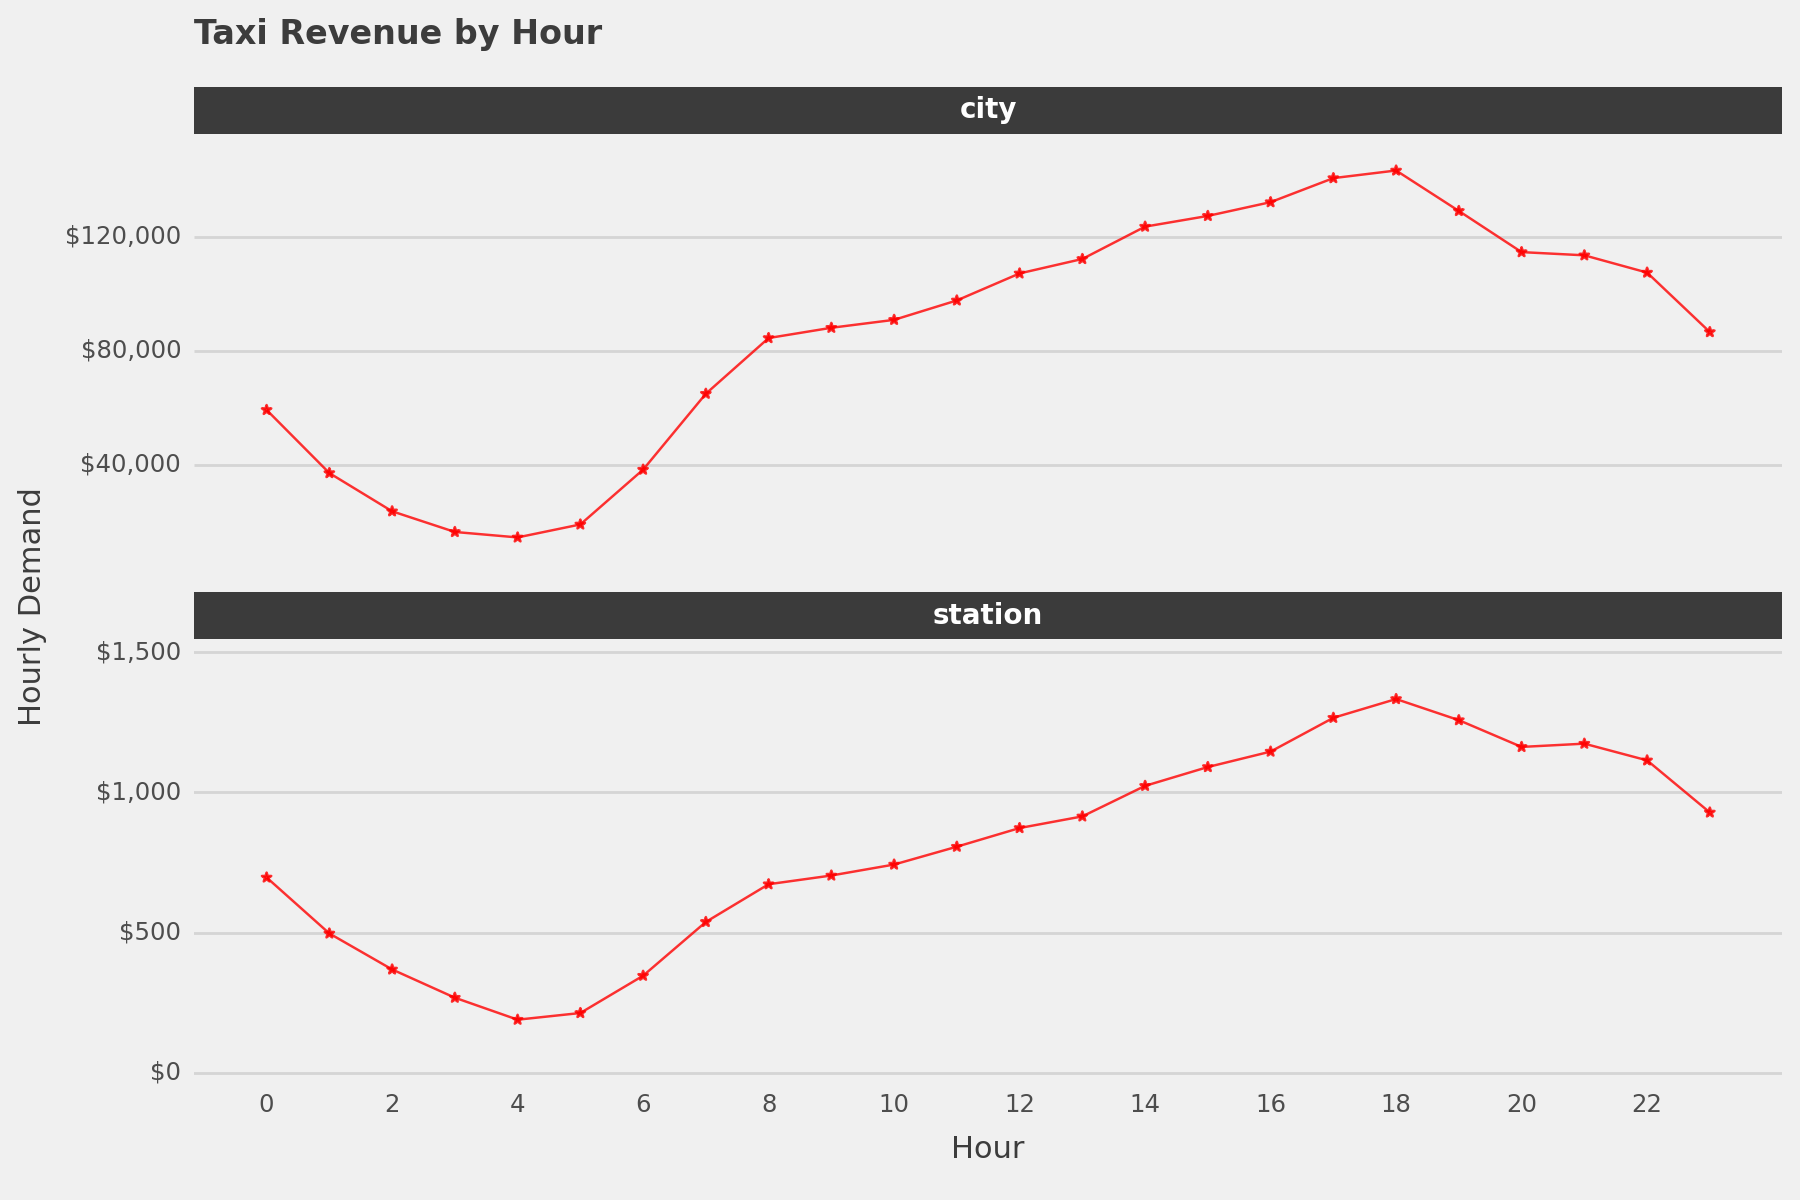 Taxi Revenue by Hour
city
$120,000
$80,000
$40,000
Hourly Demand
station
$1,500
$1,000
$500
$0
0 2 4 6 8 10 12 14 16 18 20 22
Hour